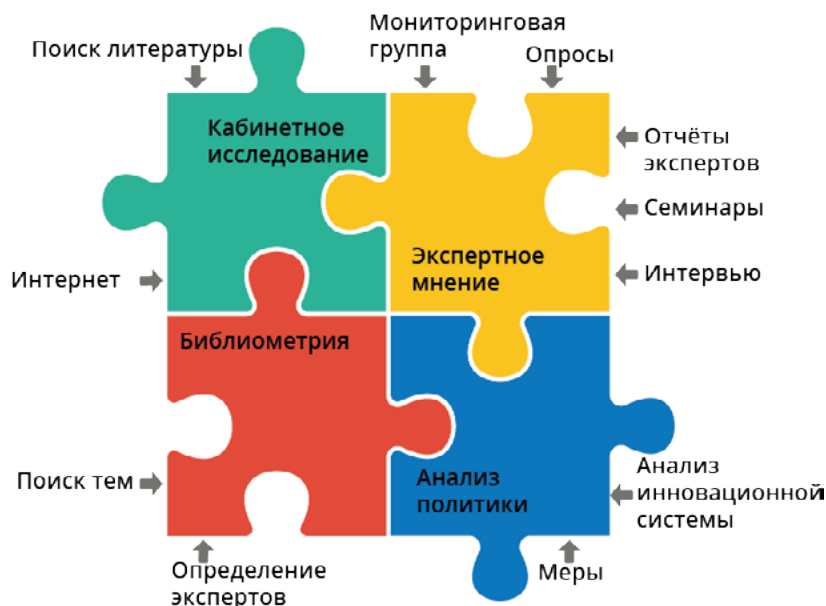 Поиск литературы
Мониторинговая
группа
Опросы
Кабинетное
исследование
Отчёты
экспертов
Семинары
Интернет
Экспертное
мнение
Интервью
Библиометрия
Поиск тем
Анализ
политики
Анализ
инновационной
системы
Определение
экспертов
Меры